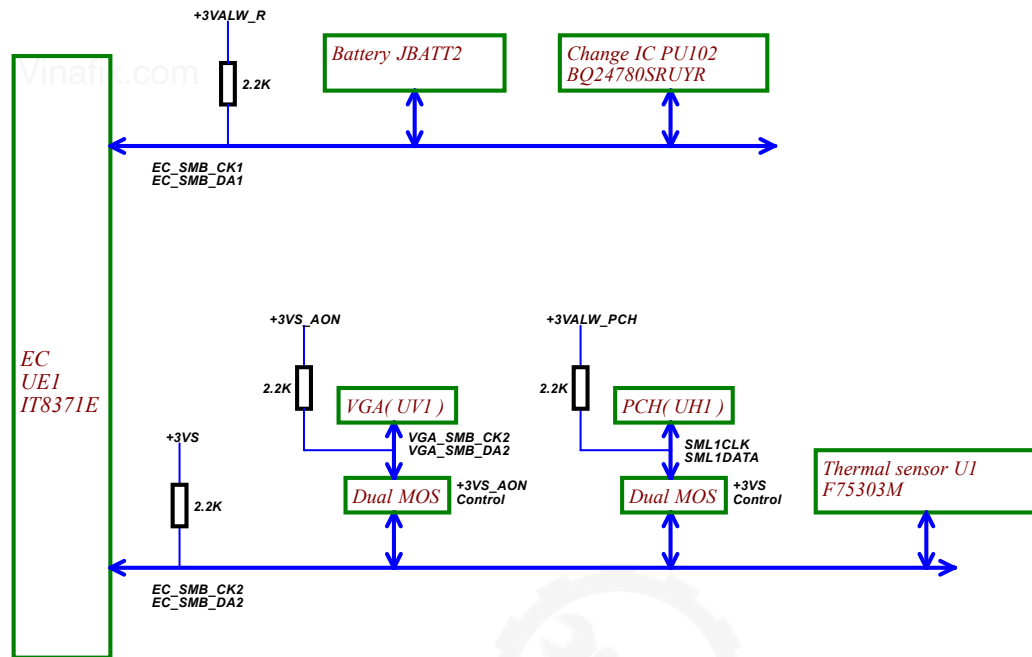 +3VALW_R
Vinafix.com
2.2K
Battery JBATT2
Change IC PU102
BQ24780SRUYR
EC_SMB_CK1
EC_SMB_DA1
+3VS_AON
+3VALW_PCH
EC
UE1
IT8371E
2.2K
VGA( UV1 )
2.2K
PCH( UH1 )
VGA_SMB_CK2
VGA_SMB_DA2
SML1CLK
SML1DATA
+3VS
Dual MOS
+3VS_AON
Control
Dual MOS
+3VS
Control
Thermal sensor U1
F75303M
2.2K
EC_SMB_CK2
EC_SMB_DA2